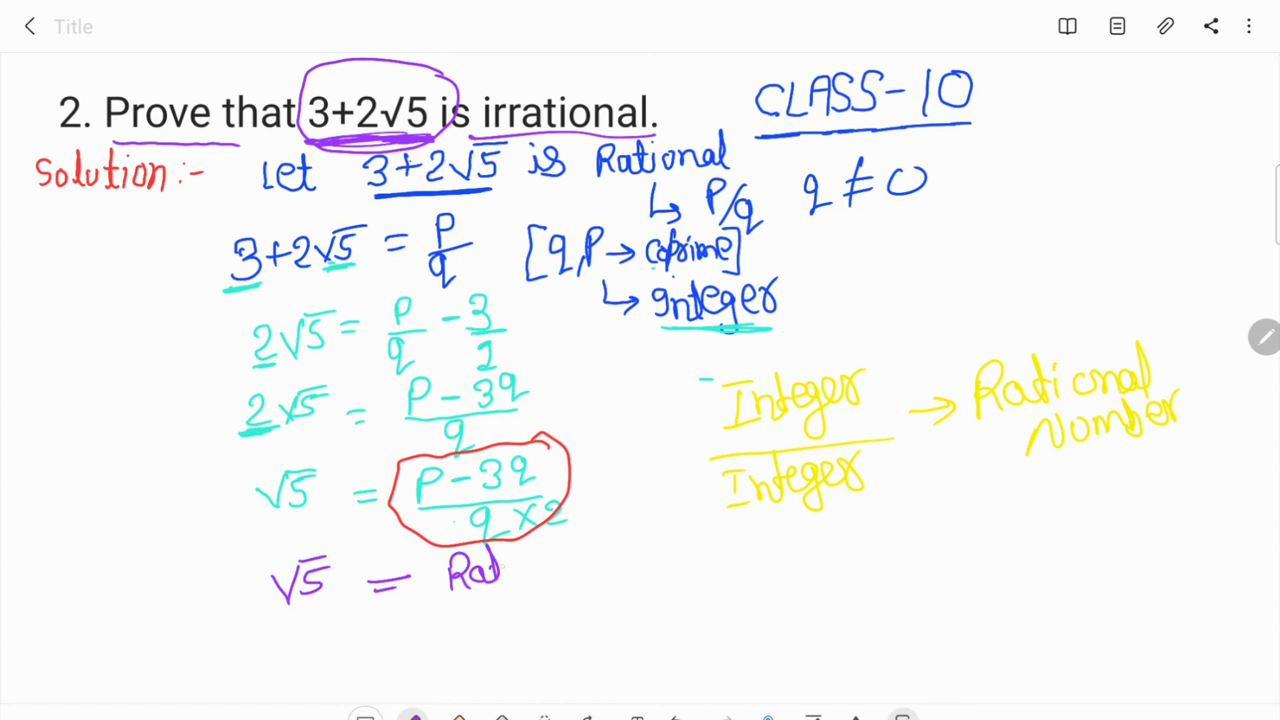 Title
2. Prove that 3+2√5 is irrational.
CLASS-10
Solution:- Let 3+2√5 is Rational
↳ P/q q ≠ 0
3+2√5 = P/q [q,P → coprime]
↳ Integer
2√5 = P/q - 3/1
2√5 = P-3q/q
Integer/Integer → Rational Number
√5 = P-3q/q×2
√5 = Rat